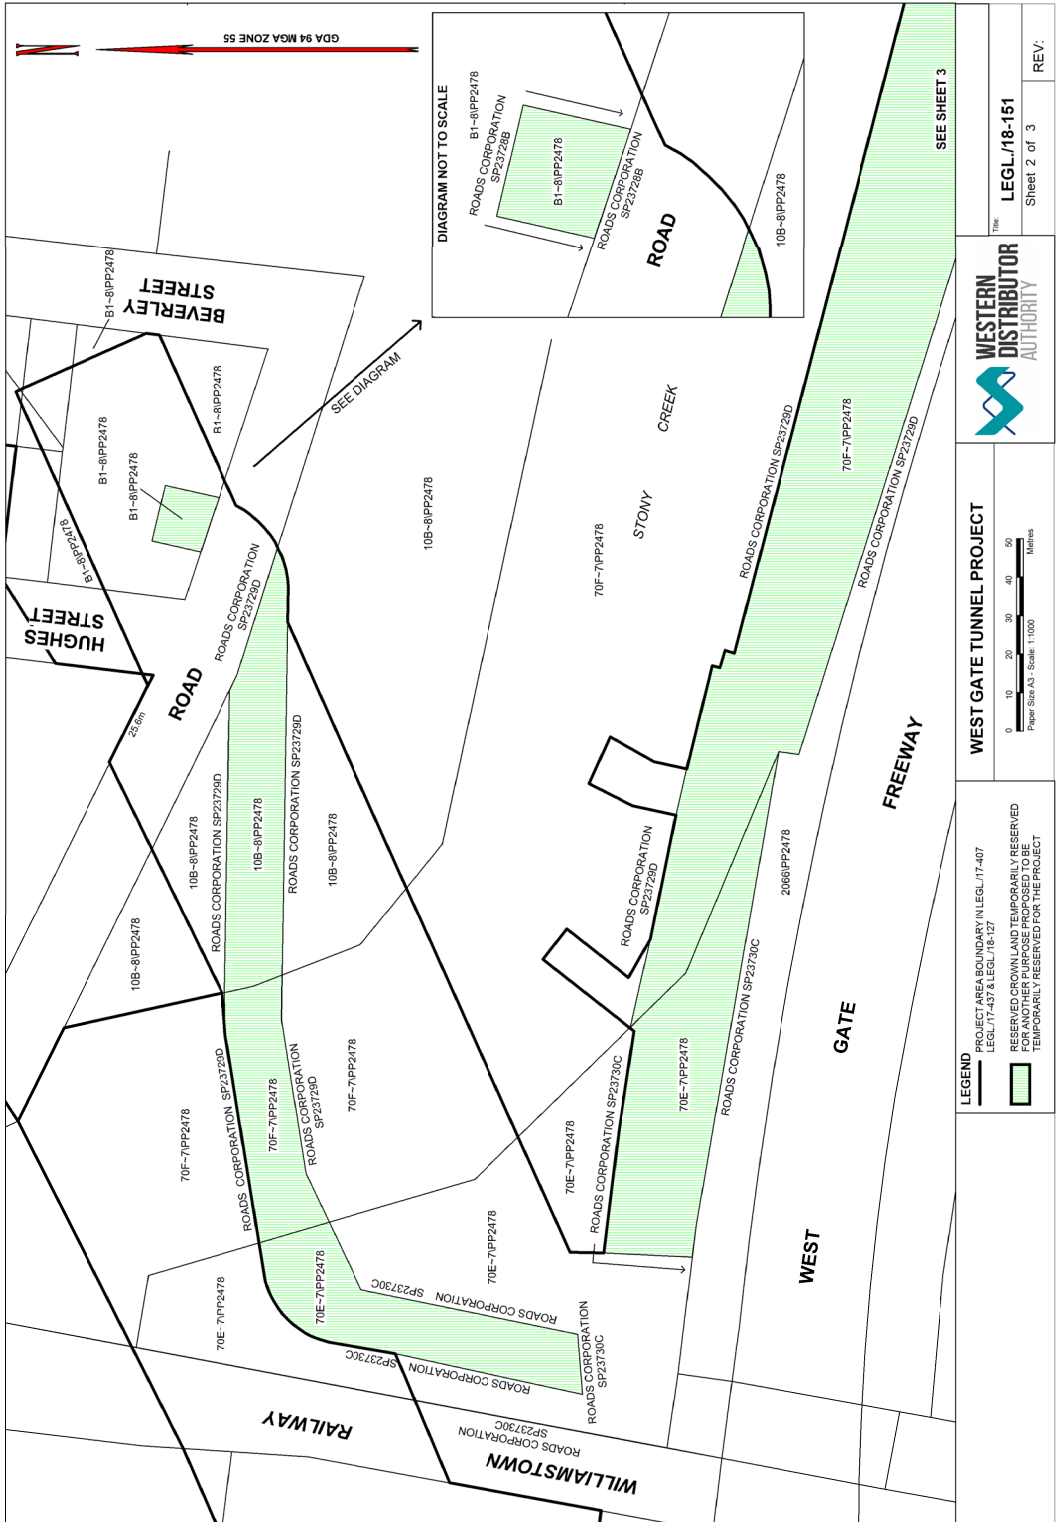 GDA 94 MGA ZONE 55
N
DIAGRAM NOT TO SCALE
B1~8\PP2478
ROADS CORPORATION
SP23728B
B1~8\PP2478
ROADS CORPORATION
SP23728B
ROAD
10B~8\PP2478
SEE SHEET 3
BEVERLEY
STREET
B1~8\PP2478
B1~8\PP2478
B1~8\PP2478
B1~8\PP2478
B1~8\PP2478
SEE DIAGRAM
HUGHES
STREET
ROAD
25.6m
ROADS CORPORATION
SP23729D
10B~8\PP2478
STONY
CREEK
70F~7\PP2478
ROADS CORPORATION SP23729D
70F~7\PP2478
ROADS CORPORATION SP23729D
10B~8\PP2478
ROADS CORPORATION SP23729D
10B~8\PP2478
ROADS CORPORATION SP23729D
10B~8\PP2478
10B~8\PP2478
ROADS CORPORATION
SP23729D
2066\PP2478
FREEWAY
GATE
WEST
ROADS CORPORATION SP23730C
70F~7\PP2478
ROADS CORPORATION SP23729D
70F~7\PP2478
ROADS CORPORATION
SP23729D
70F~7\PP2478
70E~7\PP2478
ROADS CORPORATION SP23730C
70E~7\PP2478
70E~7\PP2478
70E~7\PP2478
70E~7\PP2478
ROADS CORPORATION SP23730C
ROADS CORPORATION SP23730C
ROADS CORPORATION
SP23730C
ROADS CORPORATION
SP23730C
RAILWAY
WILLIAMSTOWN
LEGEND
PROJECT AREA BOUNDARY IN LEGL./17-407
LEGL./17-437 & LEGL./18-127
RESERVED CROWN LAND TEMPORARILY RESERVED
FOR ANOTHER PURPOSE PROPOSED TO BE
TEMPORARILY RESERVED FOR THE PROJECT
WEST GATE TUNNEL PROJECT
0 10 20 30 40 50
Metres
Paper Size A3 - Scale: 1:1000
WESTERN
DISTRIBUTOR
AUTHORITY
Title:
LEGL./18-151
Sheet 2 of 3
REV: